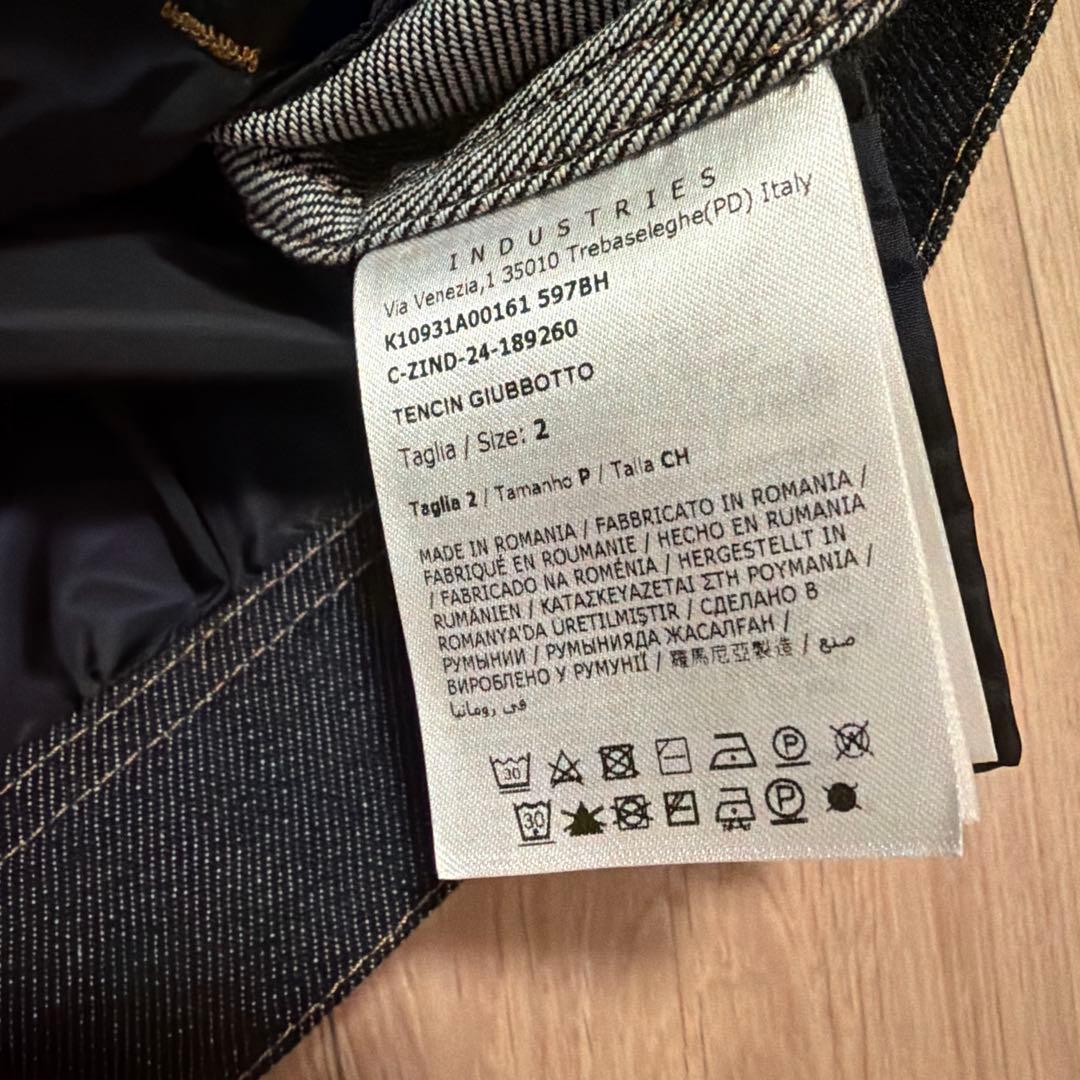 INDUSTRIES
Via Venezia,1 35010 Trebaseleghe(PD) Italy
K10931A00161 597BH
C-ZIND-24-189260
TENCIN GIUBBOTTO
Taglia / Size: 2
Taglia 2 / Tamanho P / Talla CH
MADE IN ROMANIA / FABBRICATO IN ROMANIA /
FABRIQUÉ EN ROUMANIE / HECHO EN RUMANIA
/ FABRICADO NA ROMÉNIA / HERGESTELLT IN
RUMÄNIEN / ΚΑΤΑΣΚΕΥΑΖΕΤΑΙ ΣΤΗ ΡΟΥΜΑΝΙΑ /
ROMANYA'DA ÜRETILMIŞTIR / СДЕЛАНО В
РУМЫНИИ / РУМЫНИЯДА ЖАСАЛҒАН /
ВИРОБЛЕНО У РУМУНІЇ / 羅馬尼亞製造 / صنع
في رومانيا
30 P W
30 P